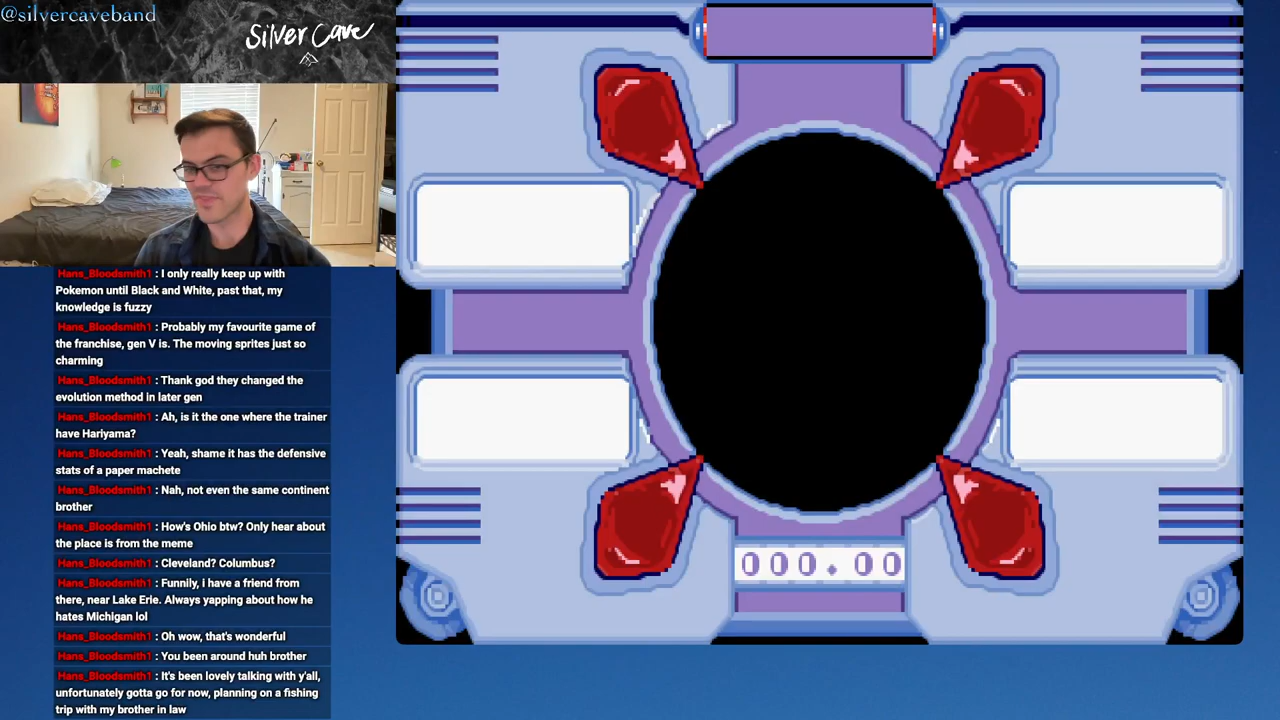 @silvercaveband
Silver Cave
Hans_Bloodsmith1 : I only really keep up with
Pokemon until Black and White, past that, my
knowledge is fuzzy
Hans_Bloodsmith1 : Probably my favourite game of
the franchise, gen V is. The moving sprites just so
charming
Hans_Bloodsmith1 : Thank god they changed the
evolution method in later gen
Hans_Bloodsmith1 : Ah, is it the one where the trainer
have Hariyama?
Hans_Bloodsmith1 : Yeah, shame it has the defensive
stats of a paper machete
Hans_Bloodsmith1 : Nah, not even the same continent
brother
Hans_Bloodsmith1 : How's Ohio btw? Only hear about
the place is from the meme
Hans_Bloodsmith1 : Cleveland? Columbus?
Hans_Bloodsmith1 : Funnily, i have a friend from
there, near Lake Erie. Always yapping about how he
hates Michigan lol
Hans_Bloodsmith1 : Oh wow, that's wonderful
Hans_Bloodsmith1 : You been around huh brother
Hans_Bloodsmith1 : It's been lovely talking with y'all,
unfortunately gotta go for now, planning on a fishing
trip with my brother in law
000.00